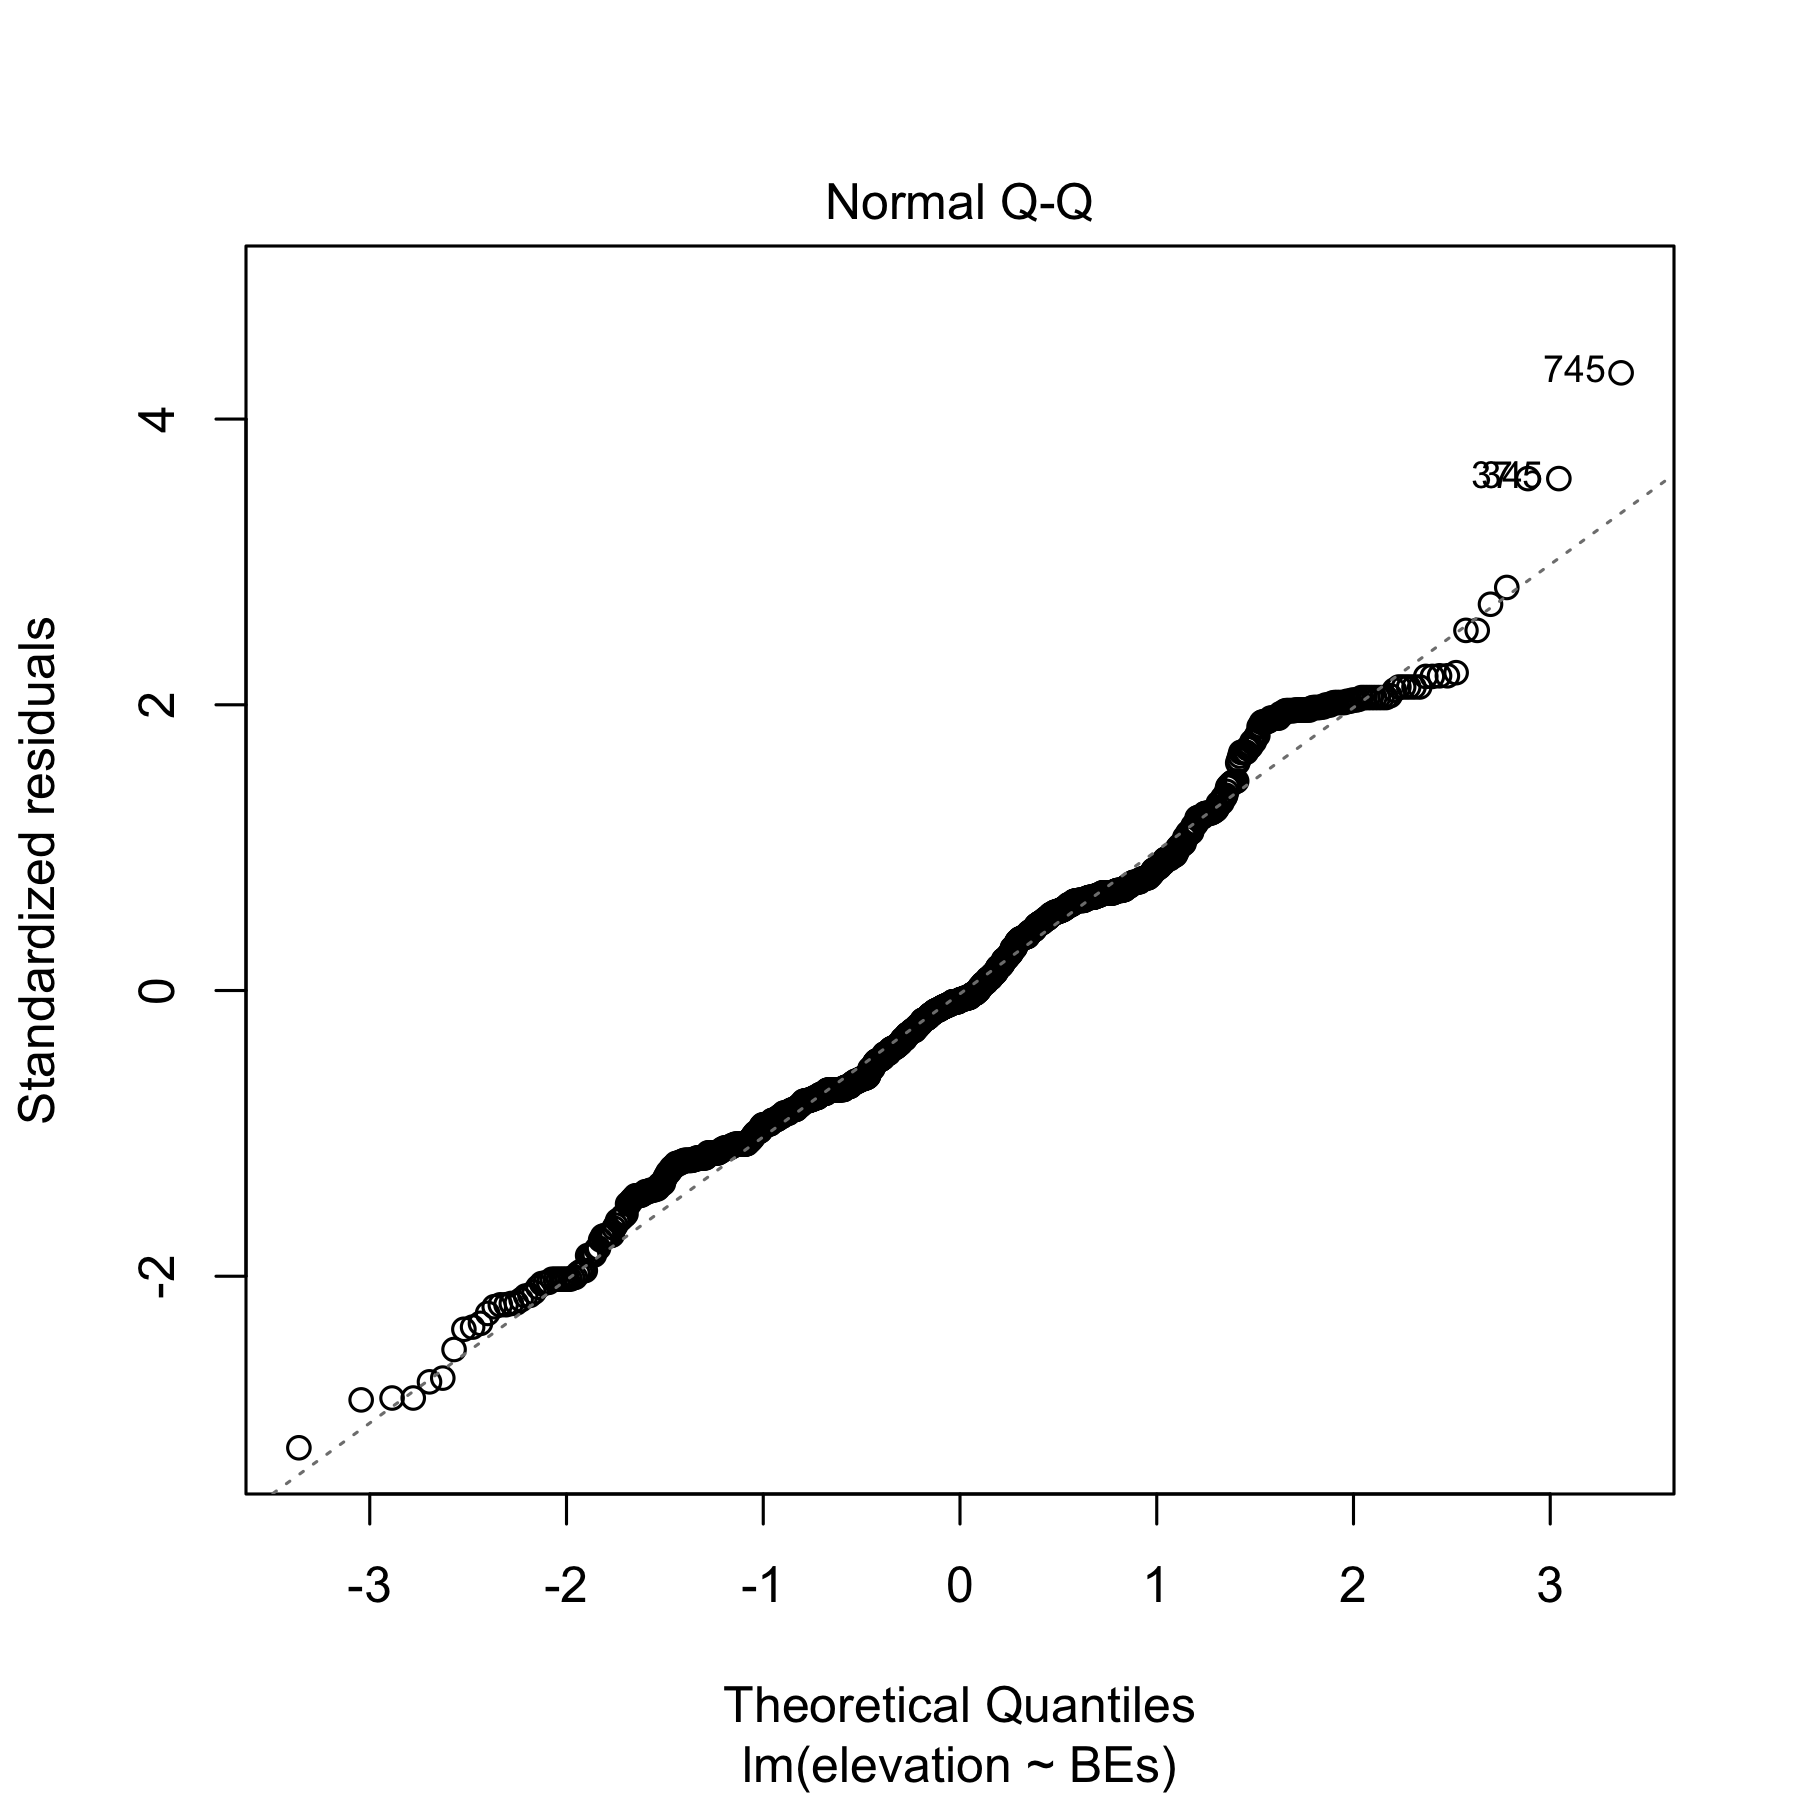 Normal Q-Q
Standardized residuals
4
2
0
-2
745
-3 -2 -1 0 1 2 3
Theoretical Quantiles
lm(elevation ~ BEs)